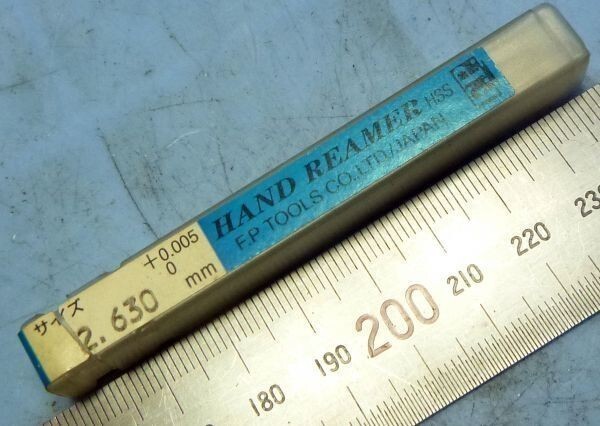 HAND REAMER HSS
F.P. TOOLS CO.,LTD./JAPAN
サイズ
+0.005
0
2.630 mm
180 190 200 210 220 230